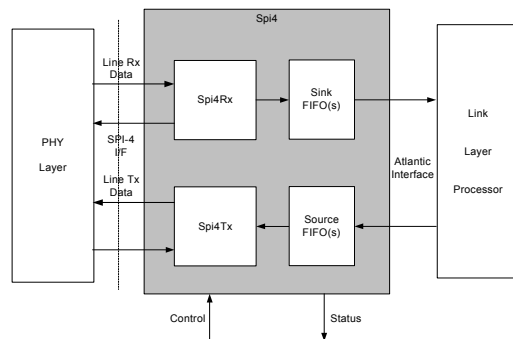 Spi4
Line Rx
Data
Spi4Rx
Sink
FIFO(s)
PHY
Layer
SPI-4
I/F
Line Tx
Data
Spi4Tx
Source
FIFO(s)
Atlantic
Interface
Link
Layer
Processor
Control
Status